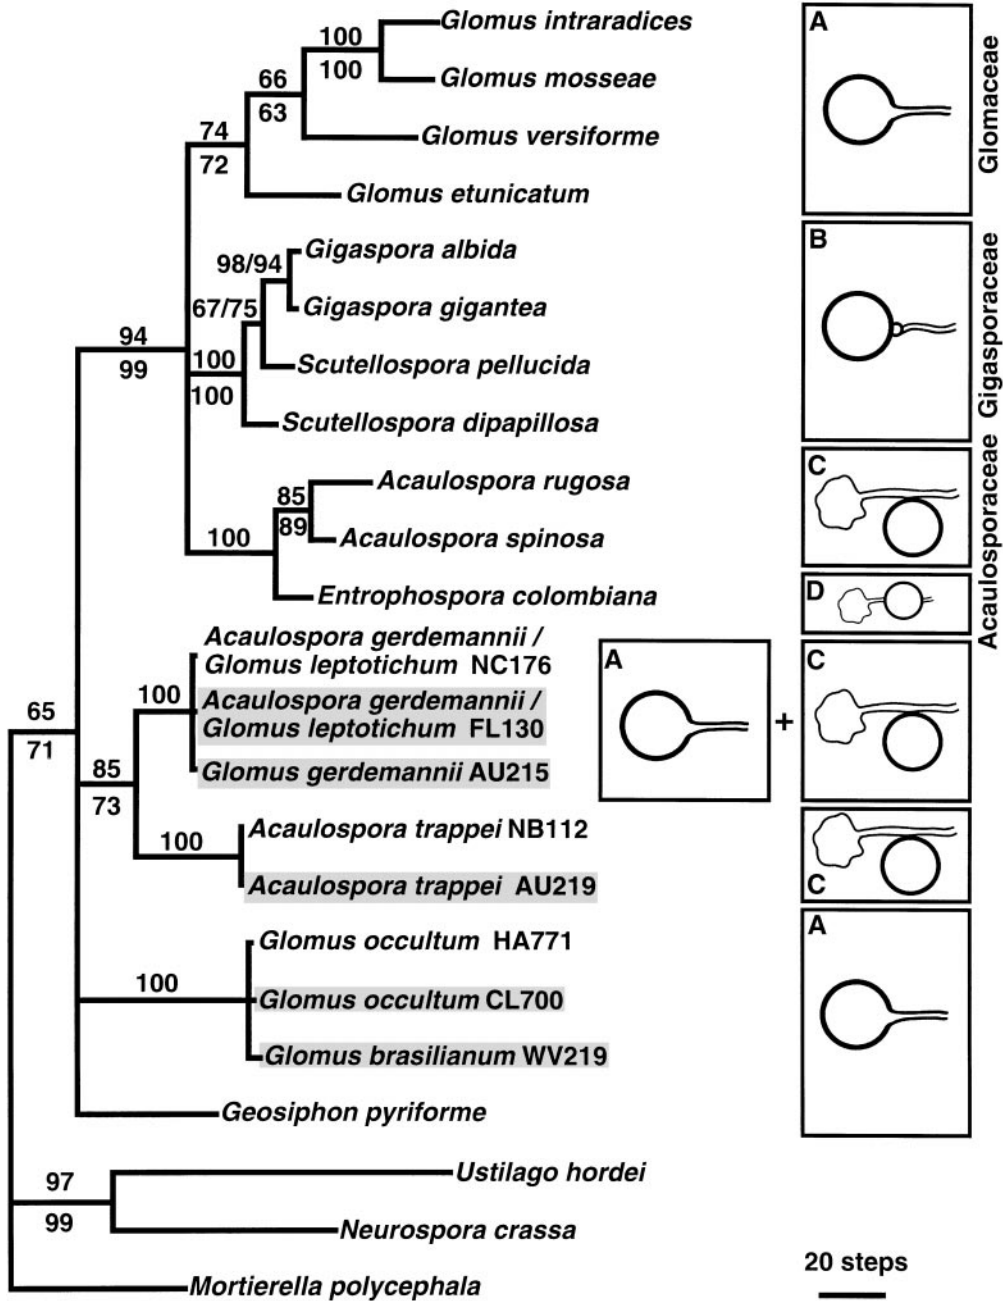 Glomus intraradices
100
100
Glomus mosseae
66
63
Glomus versiforme
74
72
Glomus etunicatum
A
Glomaceae
Gigaspora albida
98/94
Gigaspora gigantea
67/75
94
99
100
100
Scutellospora pellucida
Scutellospora dipapillosa
B
Gigasporaceae
Acaulospora rugosa
85
89
100
Acaulospora spinosa
Entrophospora colombiana
C
D
Acaulosporaceae
Acaulospora gerdemannii /
Glomus leptotichum NC176
100
Acaulospora gerdemannii /
Glomus leptotichum FL130
Glomus gerdemannii AU215
A
+
C
65
71
85
73
Acaulospora trappei NB112
100
Acaulospora trappei AU219
C
Glomus occultum HA771
100
Glomus occultum CL700
Glomus brasilianum WV219
A
Geosiphon pyriforme
Ustilago hordei
97
99
Neurospora crassa
Mortierella polycephala
20 steps